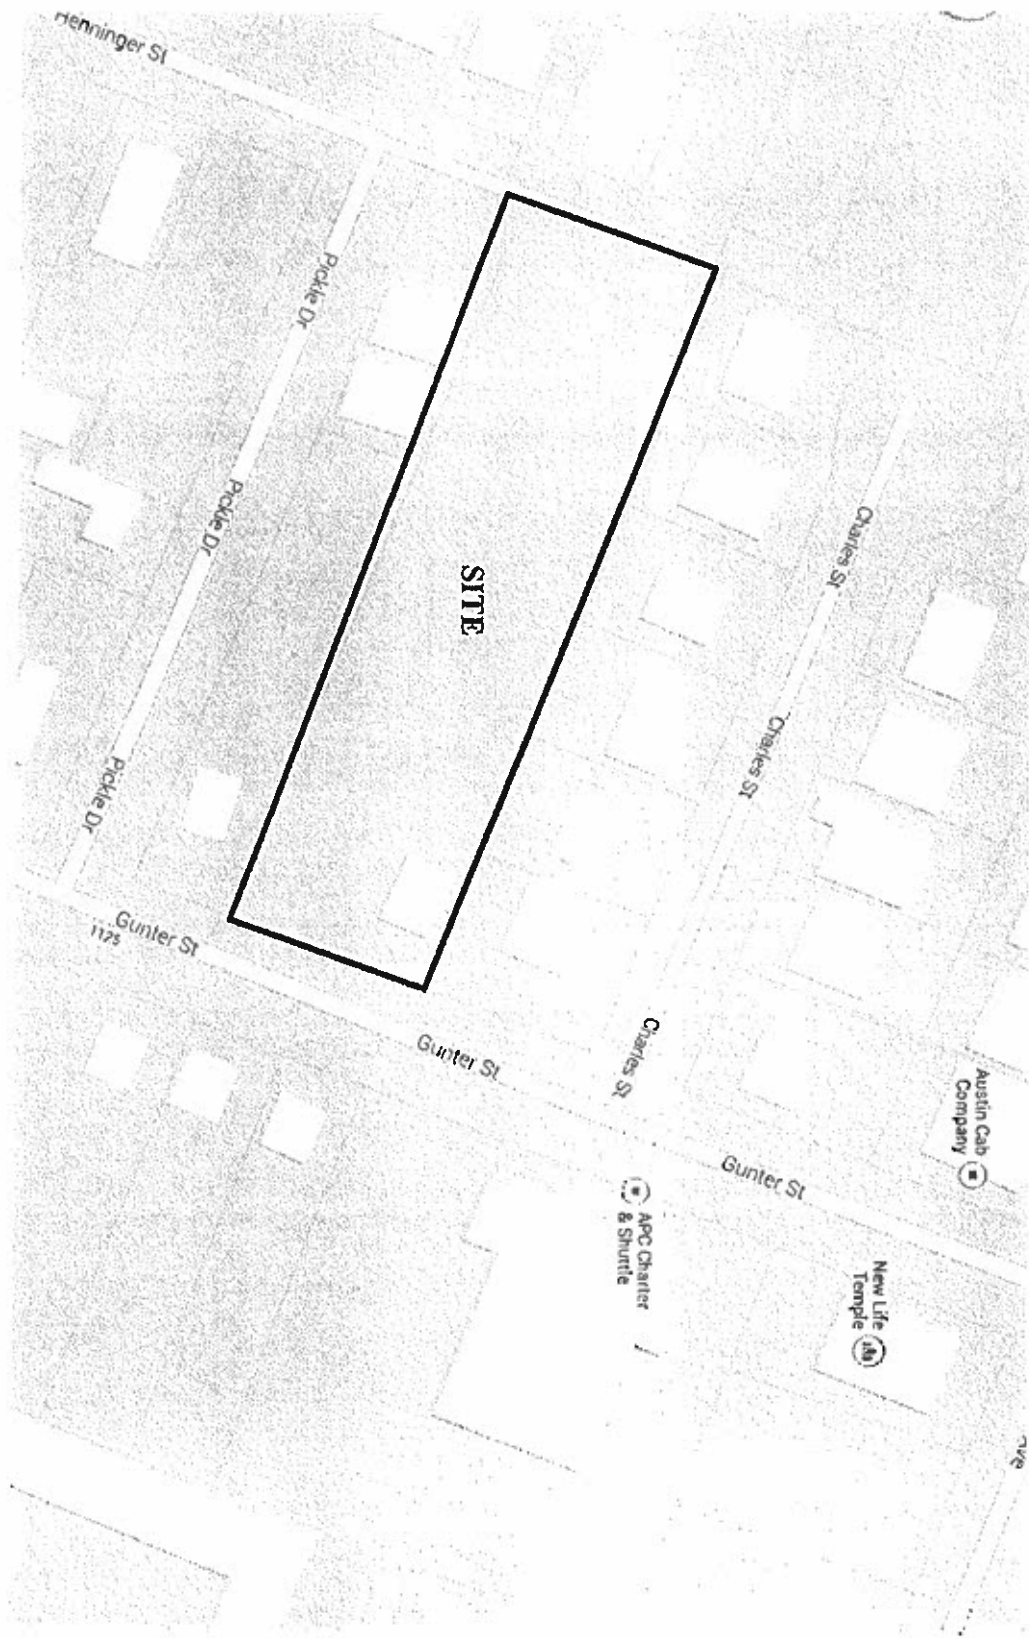 Henninger St
Pickle Dr
Charles St
Pickle Dr
SITE
Charles St
Pickle Dr
Gunter St
1125
Gunter St
Charles St
Austin Cab
Company
Gunter St
APC Charter
& Shuttle
New Life
Temple